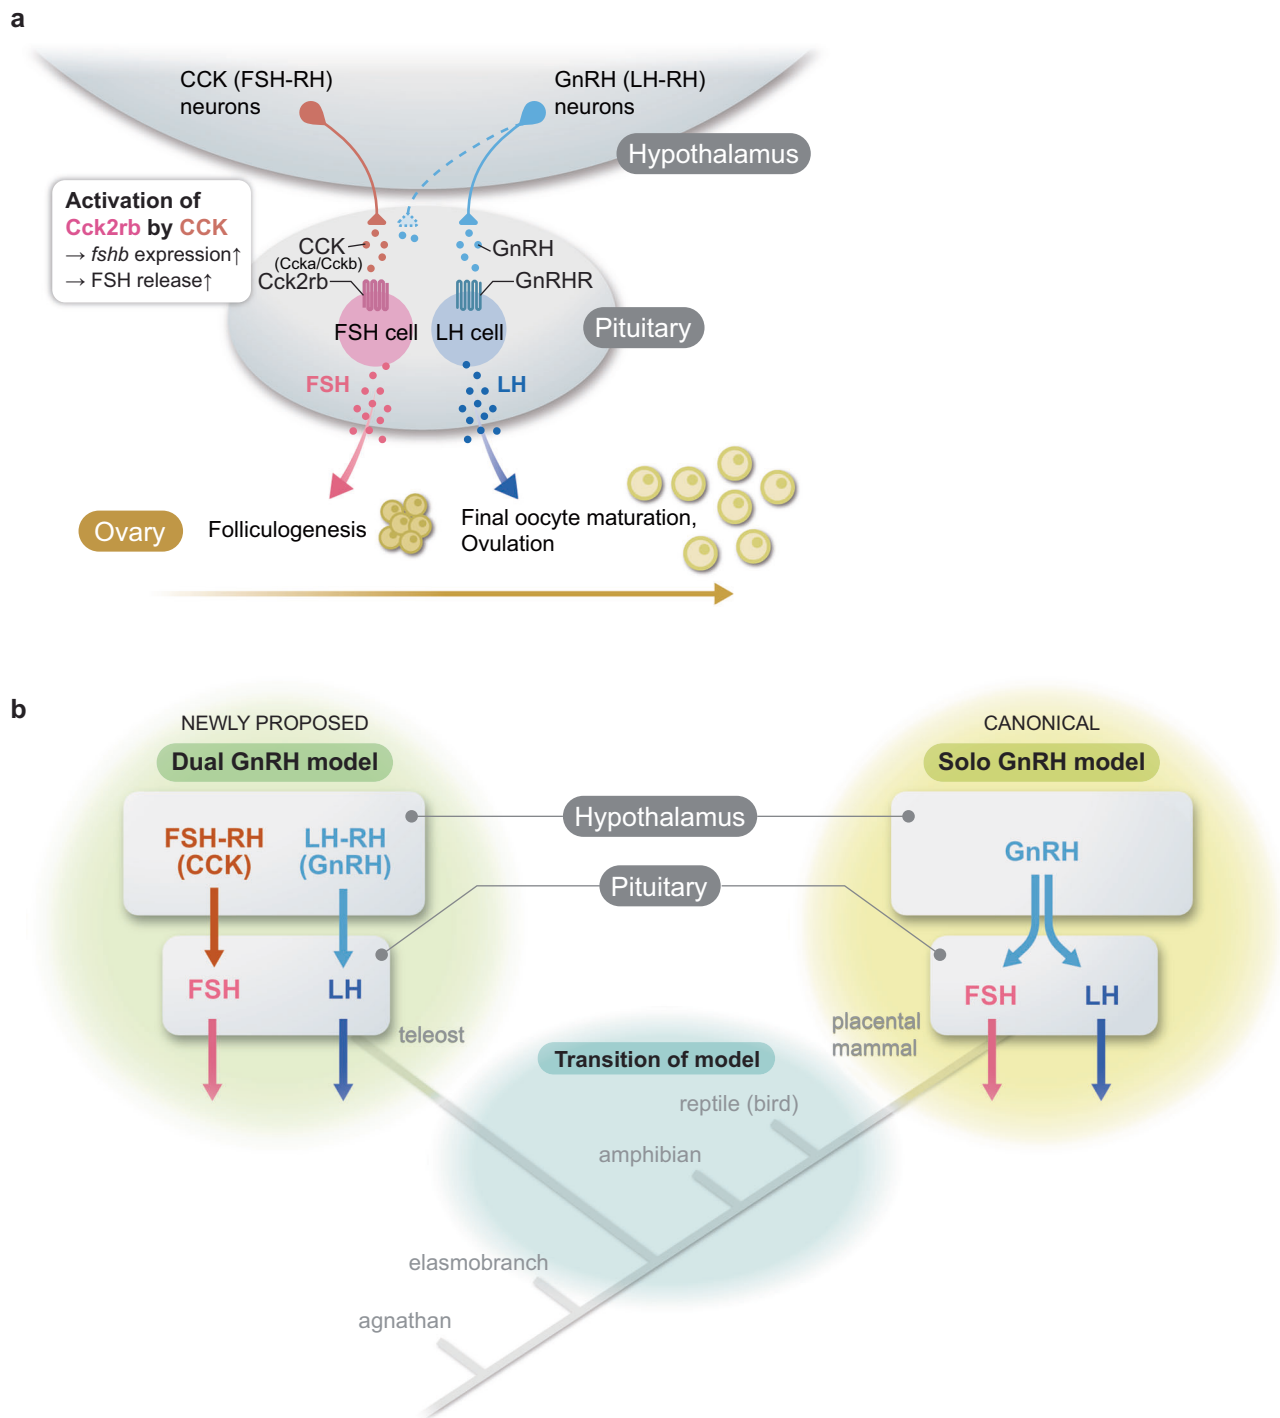 a
CCK (FSH-RH)
neurons
GnRH (LH-RH)
neurons
Hypothalamus
Activation of
Cck2rb by CCK
→ fshb expression↑
→ FSH release↑
CCK
(Ccka/Cckb)
Cck2rb
GnRH
GnRHR
FSH cell
LH cell
Pituitary
FSH
LH
Ovary
Folliculogenesis
Final oocyte maturation,
Ovulation
b
NEWLY PROPOSED
Dual GnRH model
CANONICAL
Solo GnRH model
Hypothalamus
FSH-RH
(CCK)
LH-RH
(GnRH)
GnRH
Pituitary
FSH
LH
FSH
LH
teleost
placental
mammal
Transition of model
reptile (bird)
amphibian
elasmobranch
agnathan